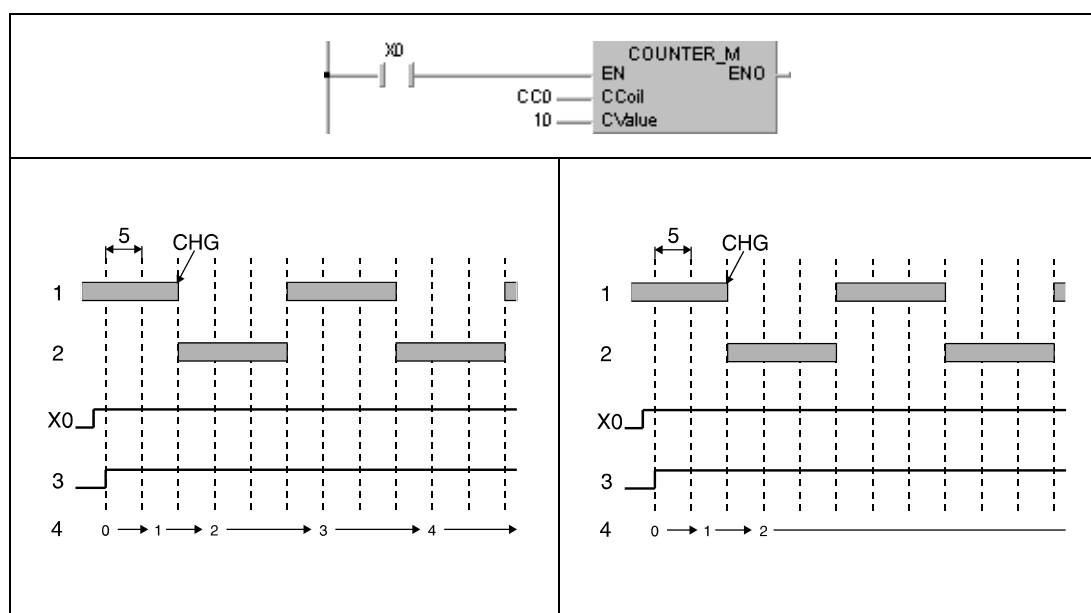 X0
COUNTER_M
EN ENO
CC0 CCoil
10 CValue
5 CHG
1
2
X0
3
4 0 1 2 3 4
5 CHG
1
2
X0
3
4 0 1 2